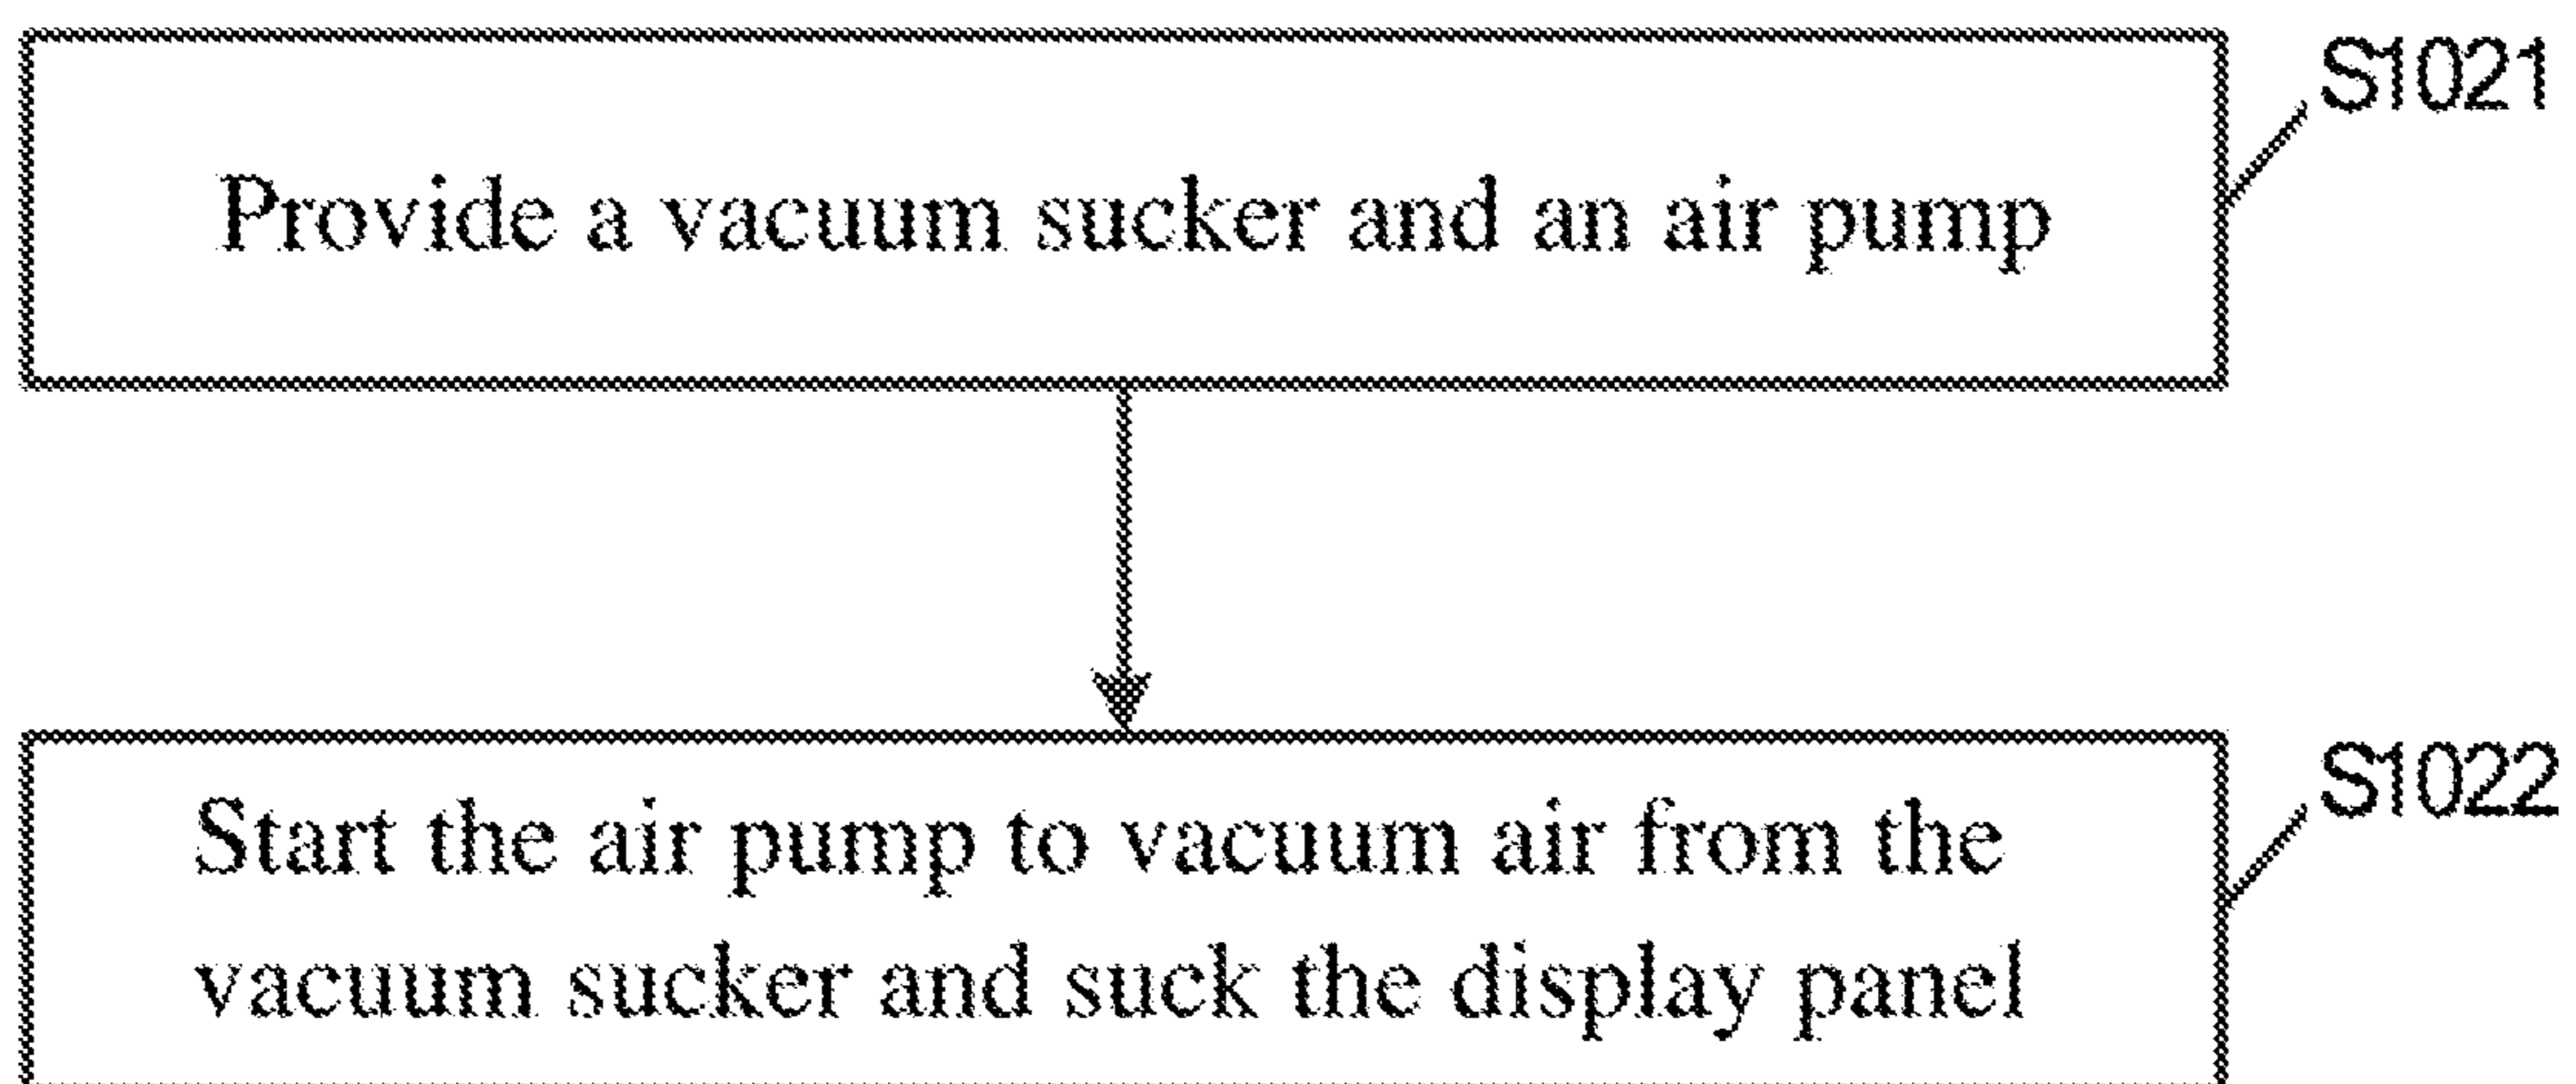 S1021
Provide a vacuum sucker and an air pump
S1022
Start the air pump to vacuum air from the
vacuum sucker and suck the display panel